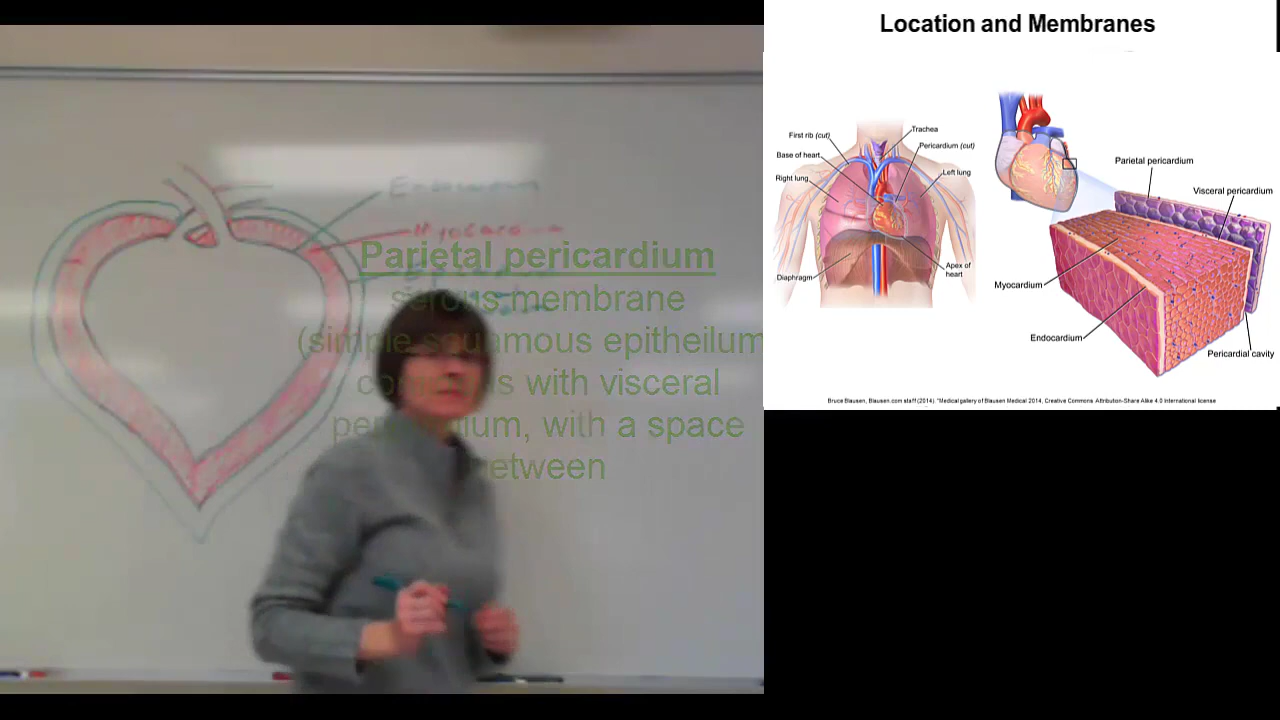 Location and Membranes
First rib (cut)
Trachea
Base of heart
Pericardium (cut)
Right lung
Left lung
Diaphragm
Apex of
heart
Parietal pericardium
Visceral pericardium
Myocardium
Endocardium
Pericardial cavity
Bruce Blausen, Blausen.com staff (2014). "Medical gallery of Blausen Medical 2014, Creative Commons Attribution-Share Alike 4.0 International license
Endocardium
Parietal pericardium
serous membrane
(simple squamous epitheilum
with visceral
with a space
between